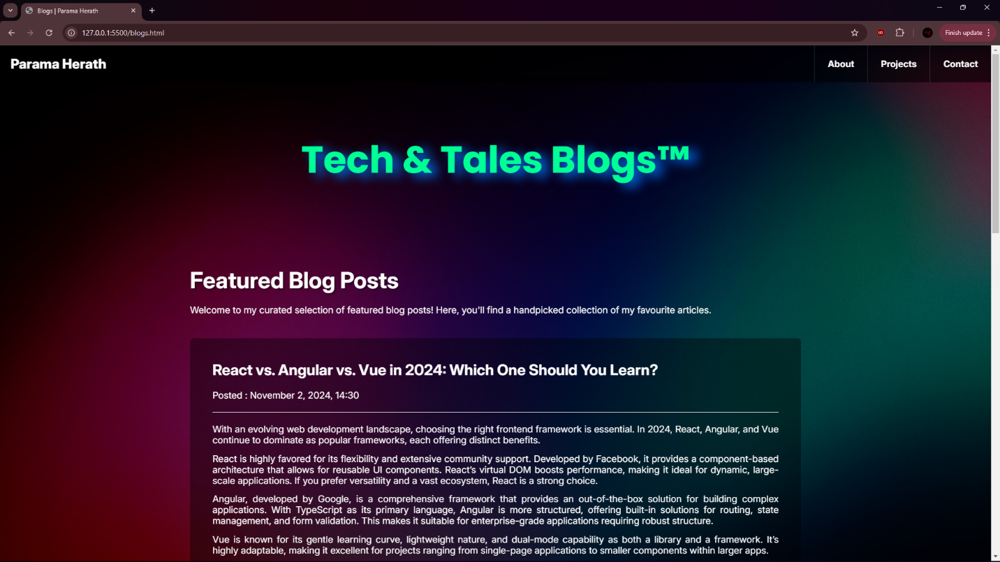 Blogs | Parama Herath
127.0.0.1:5500/blogs.html
Finish update
Parama Herath
About
Projects
Contact
Tech & Tales Blogs™
Featured Blog Posts
Welcome to my curated selection of featured blog posts! Here, you'll find a handpicked collection of my favourite articles.
React vs. Angular vs. Vue in 2024: Which One Should You Learn?
Posted : November 2, 2024, 14:30
With an evolving web development landscape, choosing the right frontend framework is essential. In 2024, React, Angular, and Vue
continue to dominate as popular frameworks, each offering distinct benefits.
React is highly favored for its flexibility and extensive community support. Developed by Facebook, it provides a component-based
architecture that allows for reusable UI components. React's virtual DOM boosts performance, making it ideal for dynamic, large-
scale applications. If you prefer versatility and a vast ecosystem, React is a strong choice.
Angular, developed by Google, is a comprehensive framework that provides an out-of-the-box solution for building complex
applications. With TypeScript as its primary language, Angular is more structured, offering built-in solutions for routing, state
management, and form validation. This makes it suitable for enterprise-grade applications requiring robust structure.
Vue is known for its gentle learning curve, lightweight nature, and dual-mode capability as both a library and a framework. It's
highly adaptable, making it excellent for projects ranging from single-page applications to smaller components within larger apps.